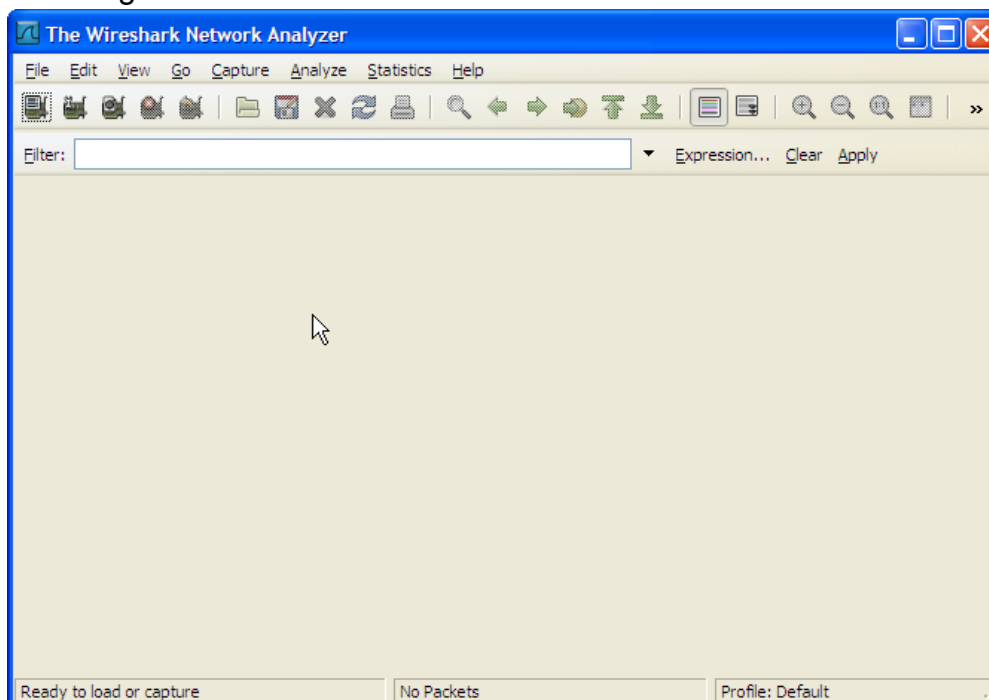 The Wireshark Network Analyzer
File Edit View Go Capture Analyze Statistics Help
Filter: Expression... Clear Apply
Ready to load or capture No Packets Profile: Default